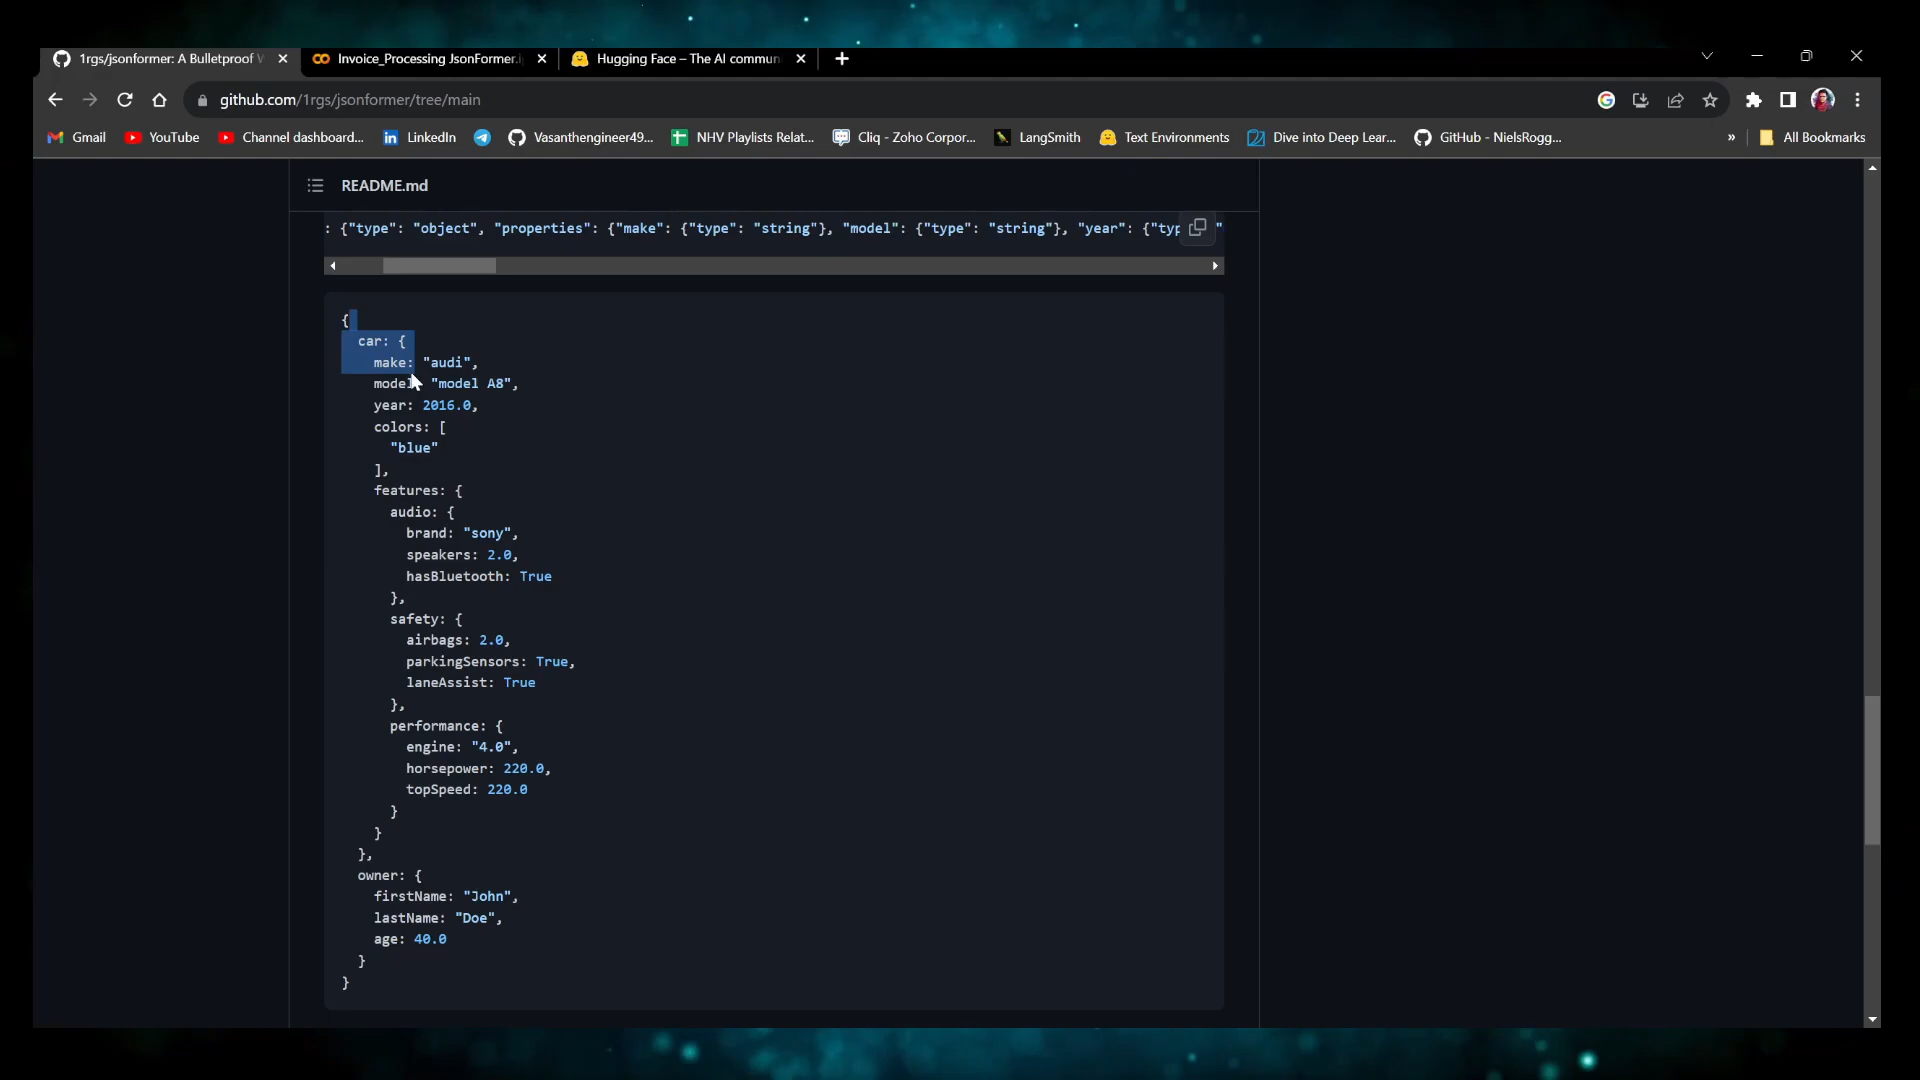 1rgs/jsonformer: A Bulletproof W
Invoice_Processing JsonFormer.i
Hugging Face – The AI commun
github.com/1rgs/jsonformer/tree/main
Gmail
YouTube
Channel dashboard...
LinkedIn
Vasanthengineer49...
NHV Playlists Relat...
Cliq - Zoho Corpor...
LangSmith
Text Environments
Dive into Deep Lear...
GitHub - NielsRogg...
»
All Bookmarks
README.md
: {"type": "object", "properties": {"make": {"type": "string"}, "model": {"type": "string"}, "year": {"typ
{
car: {
make: "audi",
model: "model A8",
year: 2016.0,
colors: [
"blue"
],
features: {
audio: {
brand: "sony",
speakers: 2.0,
hasBluetooth: True
},
safety: {
airbags: 2.0,
parkingSensors: True,
laneAssist: True
},
performance: {
engine: "4.0",
horsepower: 220.0,
topSpeed: 220.0
}
}
},
owner: {
firstName: "John",
lastName: "Doe",
age: 40.0
}
}